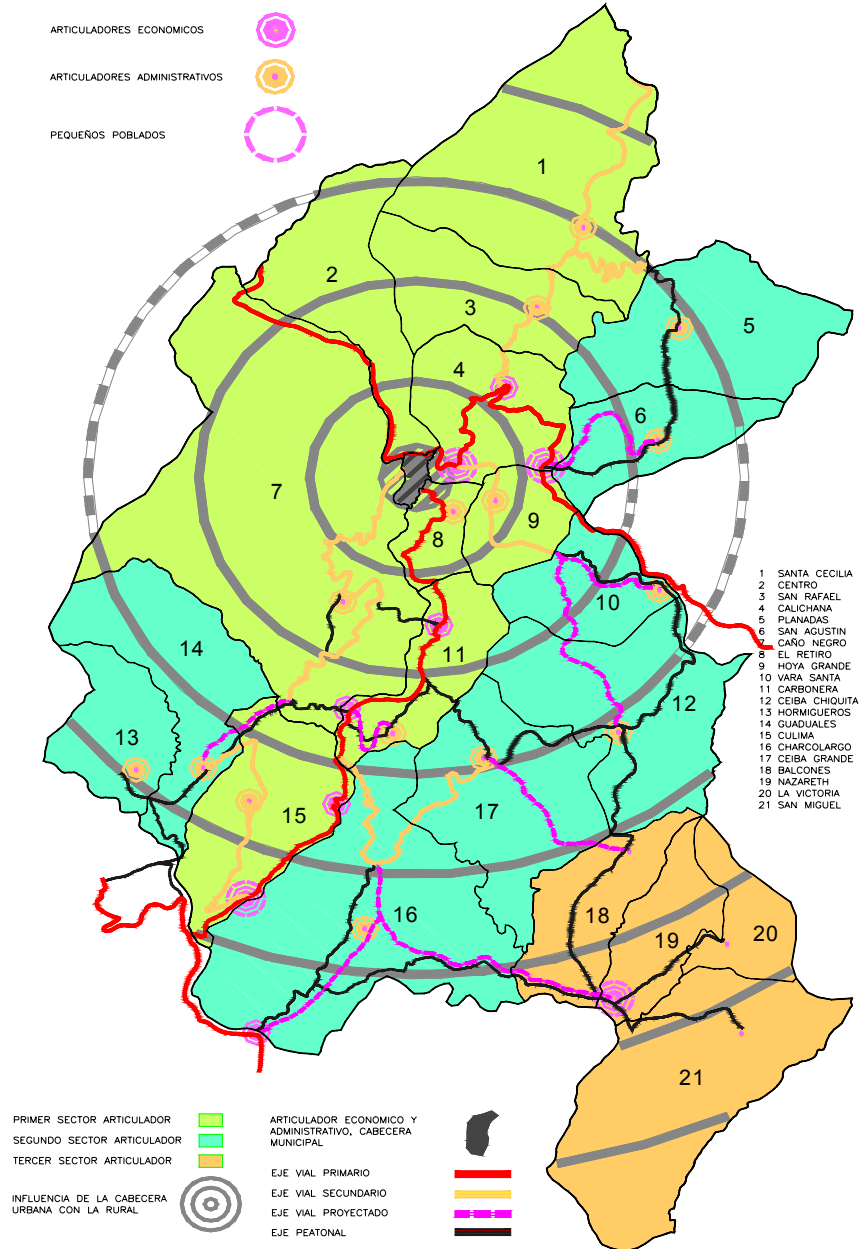 ARTICULADORES ECONOMICOS
ARTICULADORES ADMINISTRATIVOS
PEQUEÑOS POBLADOS
1
2
3
4
5
6
7
8
9
10
11
12
13
14
15
16
17
18
19
20
21
1 SANTA CECILIA
2 CENTRO
3 SAN RAFAEL
4 CALICHANA
5 PLANADAS
6 SAN AGUSTIN
7 CAÑO NEGRO
8 EL RETIRO
9 HOYA GRANDE
10 VARA SANTA
11 CARBONERA
12 CEIBA CHIQUITA
13 HORMIGUEROS
14 GUADUALES
15 CULIMA
16 CHARCOLARGO
17 CEIBA GRANDE
18 BALCONES
19 NAZARETH
20 LA VICTORIA
21 SAN MIGUEL
PRIMER SECTOR ARTICULADOR
SEGUNDO SECTOR ARTICULADOR
TERCER SECTOR ARTICULADOR
INFLUENCIA DE LA CABECERA
URBANA CON LA RURAL
ARTICULADOR ECONOMICO Y
ADMINISTRATIVO, CABECERA
MUNICIPAL
EJE VIAL PRIMARIO
EJE VIAL SECUNDARIO
EJE VIAL PROYECTADO
EJE PEATONAL